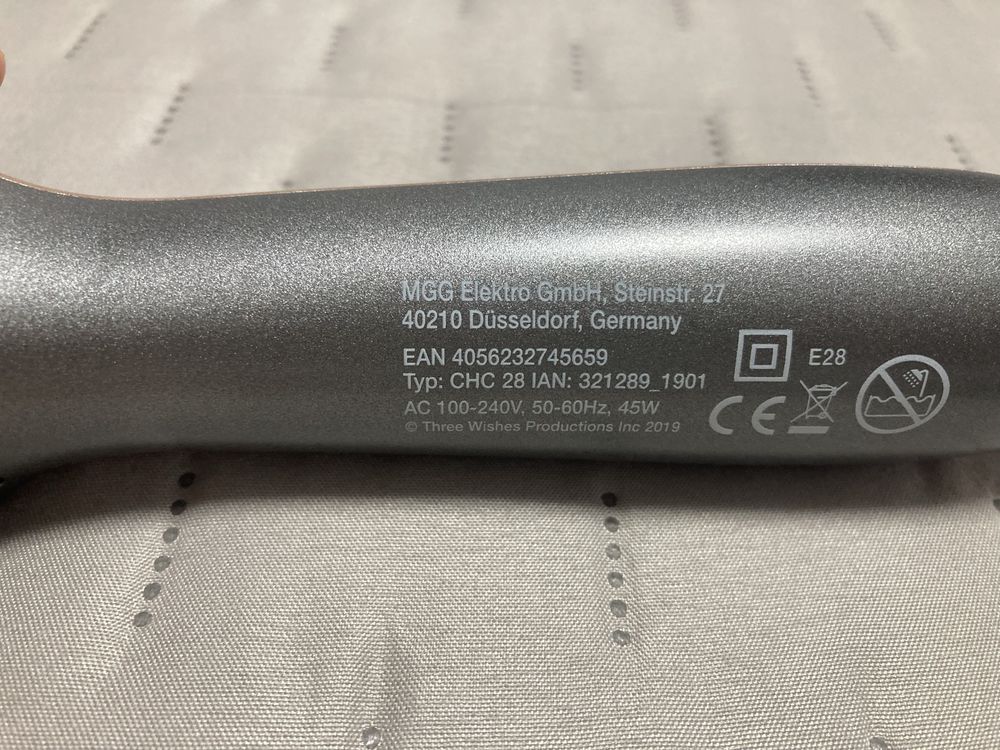 MGG Elektro GmbH, Steinstr. 27
40210 Düsseldorf, Germany
EAN 4056232745659
Typ: CHC 28 IAN: 321289_1901
AC 100-240V, 50-60Hz, 45W
© Three Wishes Productions Inc 2019
E28
CE